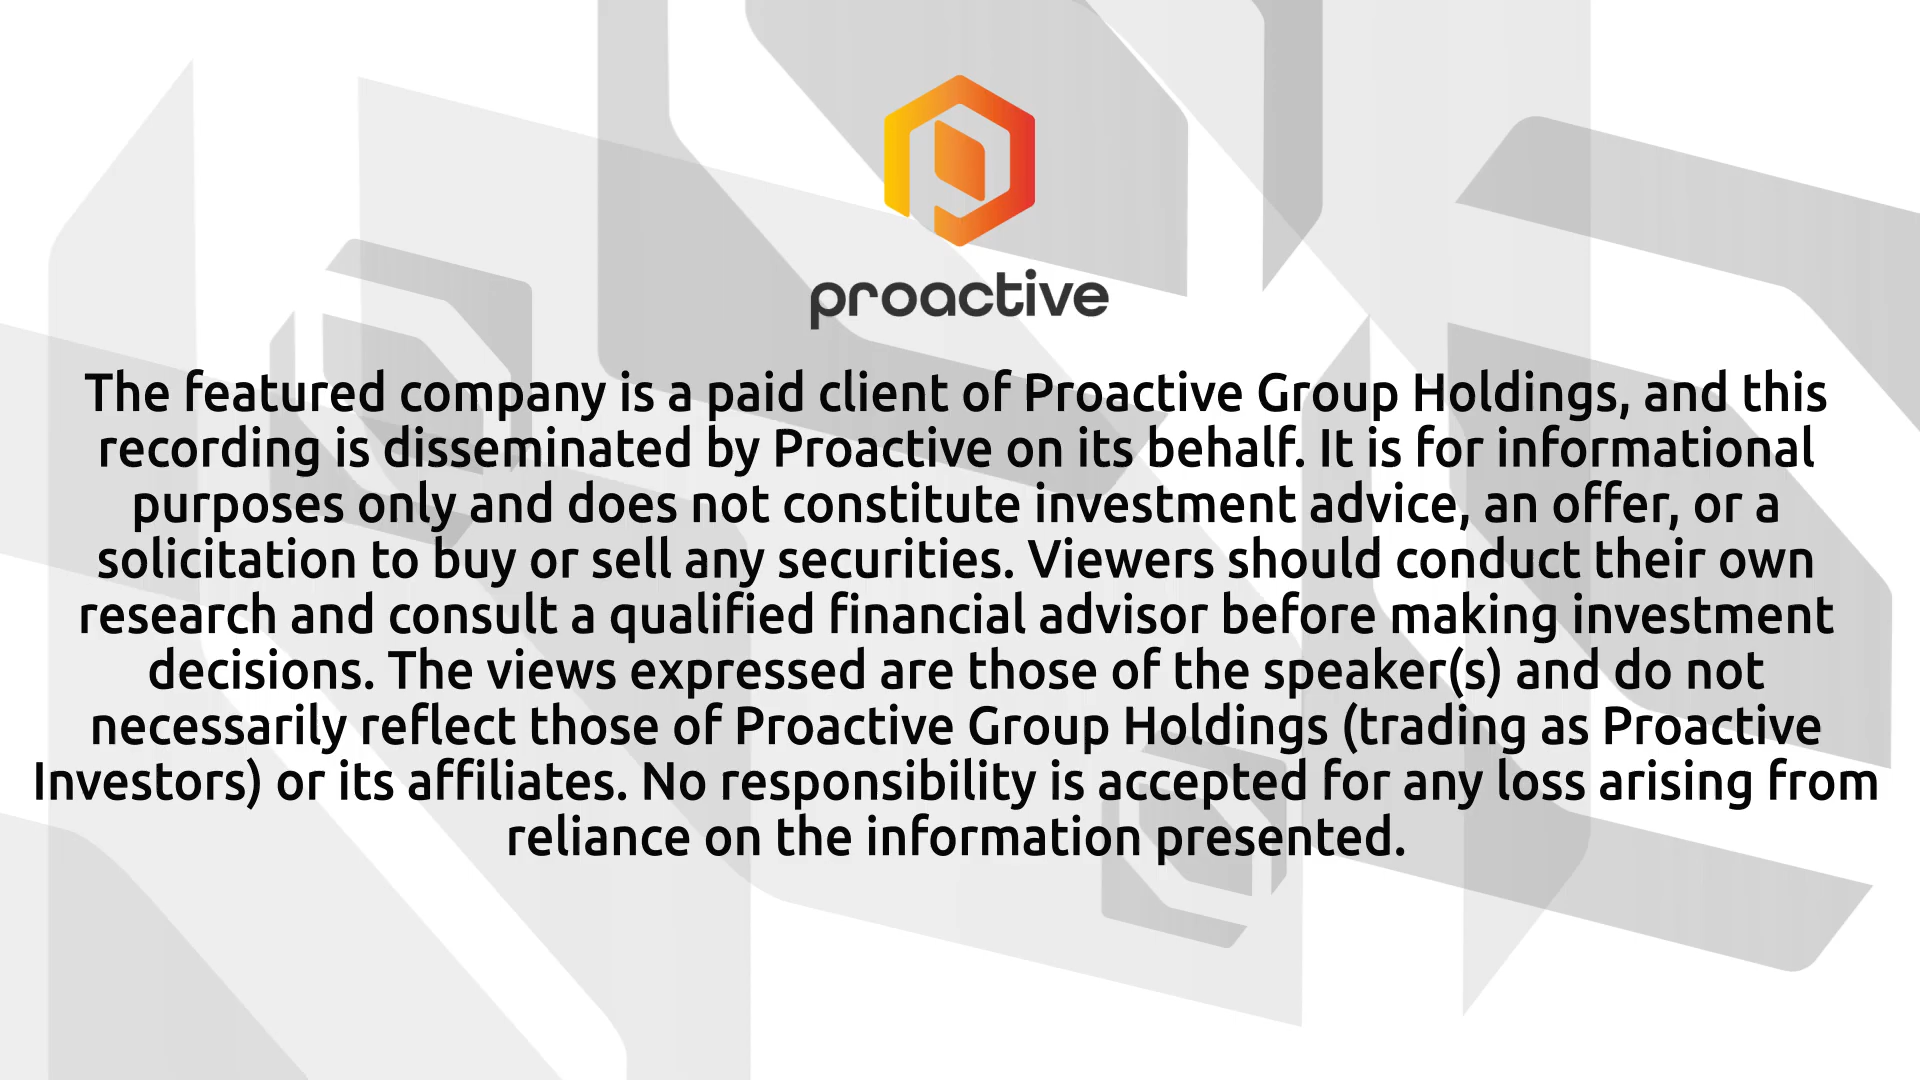 proactive
The featured company is a paid client of Proactive Group Holdings, and this
recording is disseminated by Proactive on its behalf. It is for informational
purposes only and does not constitute investment advice, an offer, or a
solicitation to buy or sell any securities. Viewers should conduct their own
research and consult a qualified financial advisor before making investment
decisions. The views expressed are those of the speaker(s) and do not
necessarily reflect those of Proactive Group Holdings (trading as Proactive
Investors) or its affiliates. No responsibility is accepted for any loss arising from
reliance on the information presented.